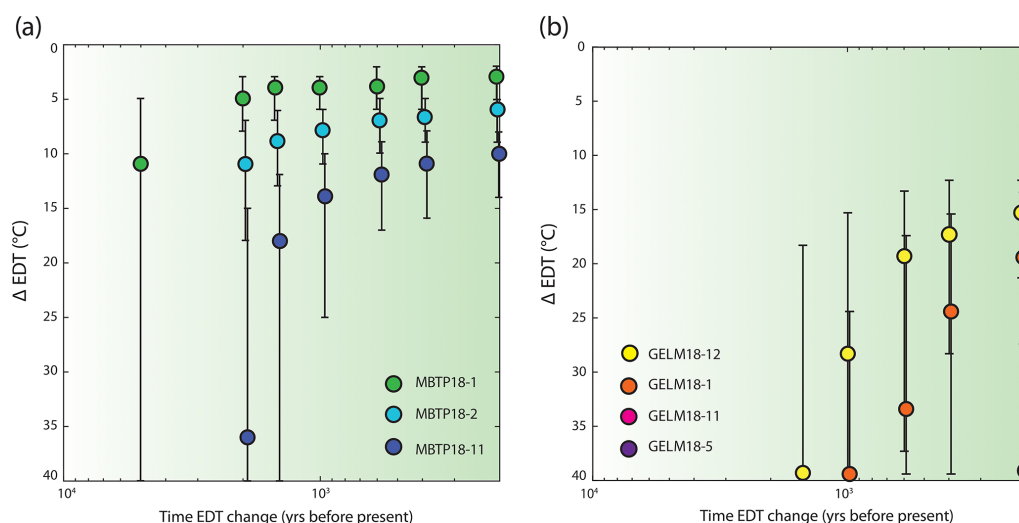 (a)
0
5
10
15
20
25
30
35
40
Δ EDT (°C)
MBTP18-1
MBTP18-2
MBTP18-11
10⁴
10³
Time EDT change (yrs before present)
(b)
0
5
10
15
20
25
30
35
40
Δ EDT (°C)
GELM18-12
GELM18-1
GELM18-11
GELM18-5
10⁴
10³
Time EDT change (yrs before present)